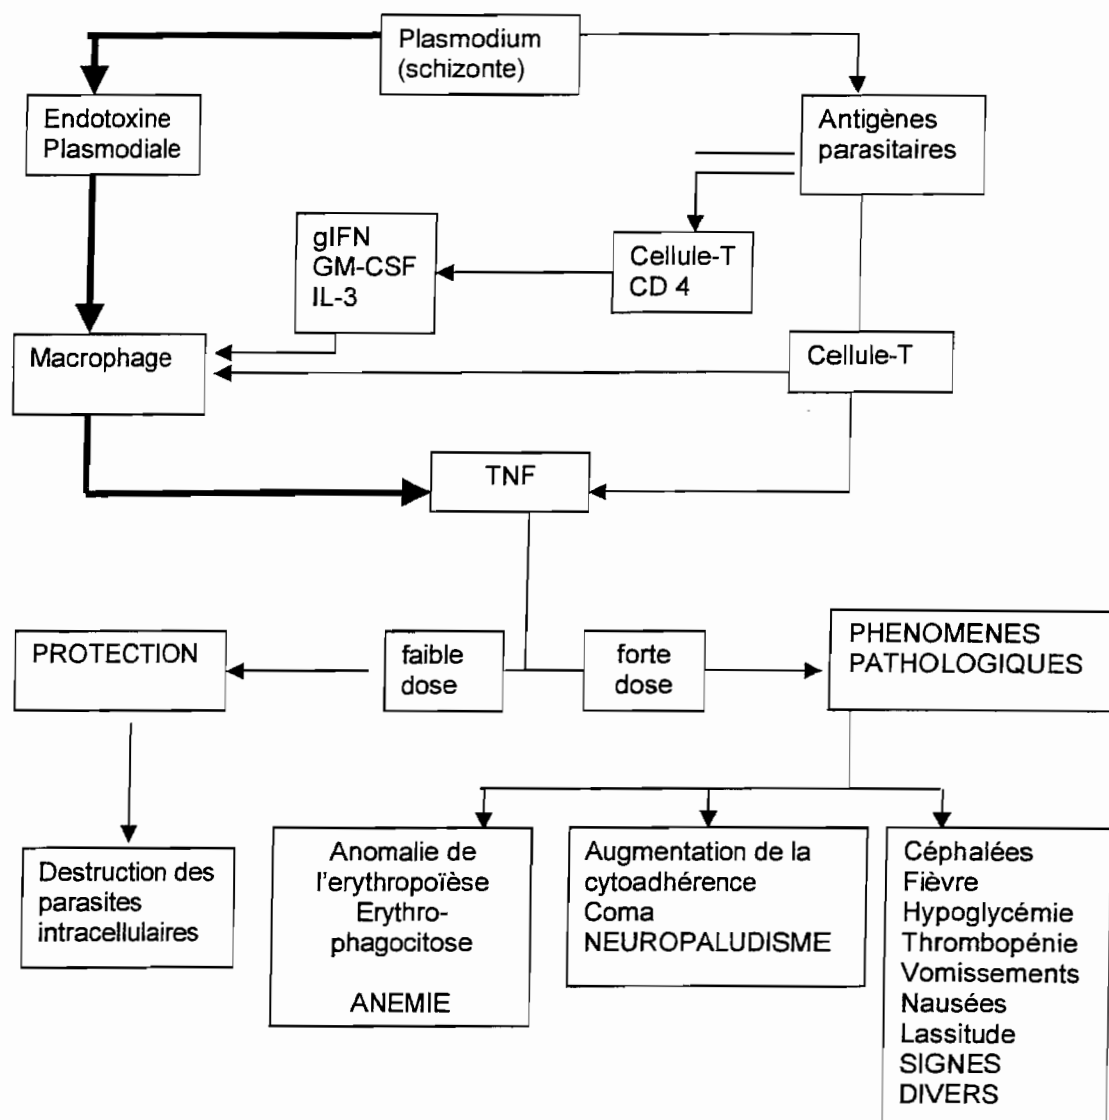 Plasmodium
(schizonte)
Endotoxine
Plasmodiale
Antigènes
parasitaires
gIFN
GM-CSF
IL-3
Cellule-T
CD 4
Macrophage
Cellule-T
TNF
PROTECTION
faible
dose
forte
dose
PHENOMENES
PATHOLOGIQUES
Destruction des
parasites
intracellulaires
Anomalie de
l'erythropoïèse
Erythro-
phagocitose
ANEMIE
Augmentation de la
cytoadhérence
Coma
NEUROPALUDISME
Céphalées
Fièvre
Hypoglycémie
Thrombopénie
Vomissements
Nausées
Lassitude
SIGNES
DIVERS